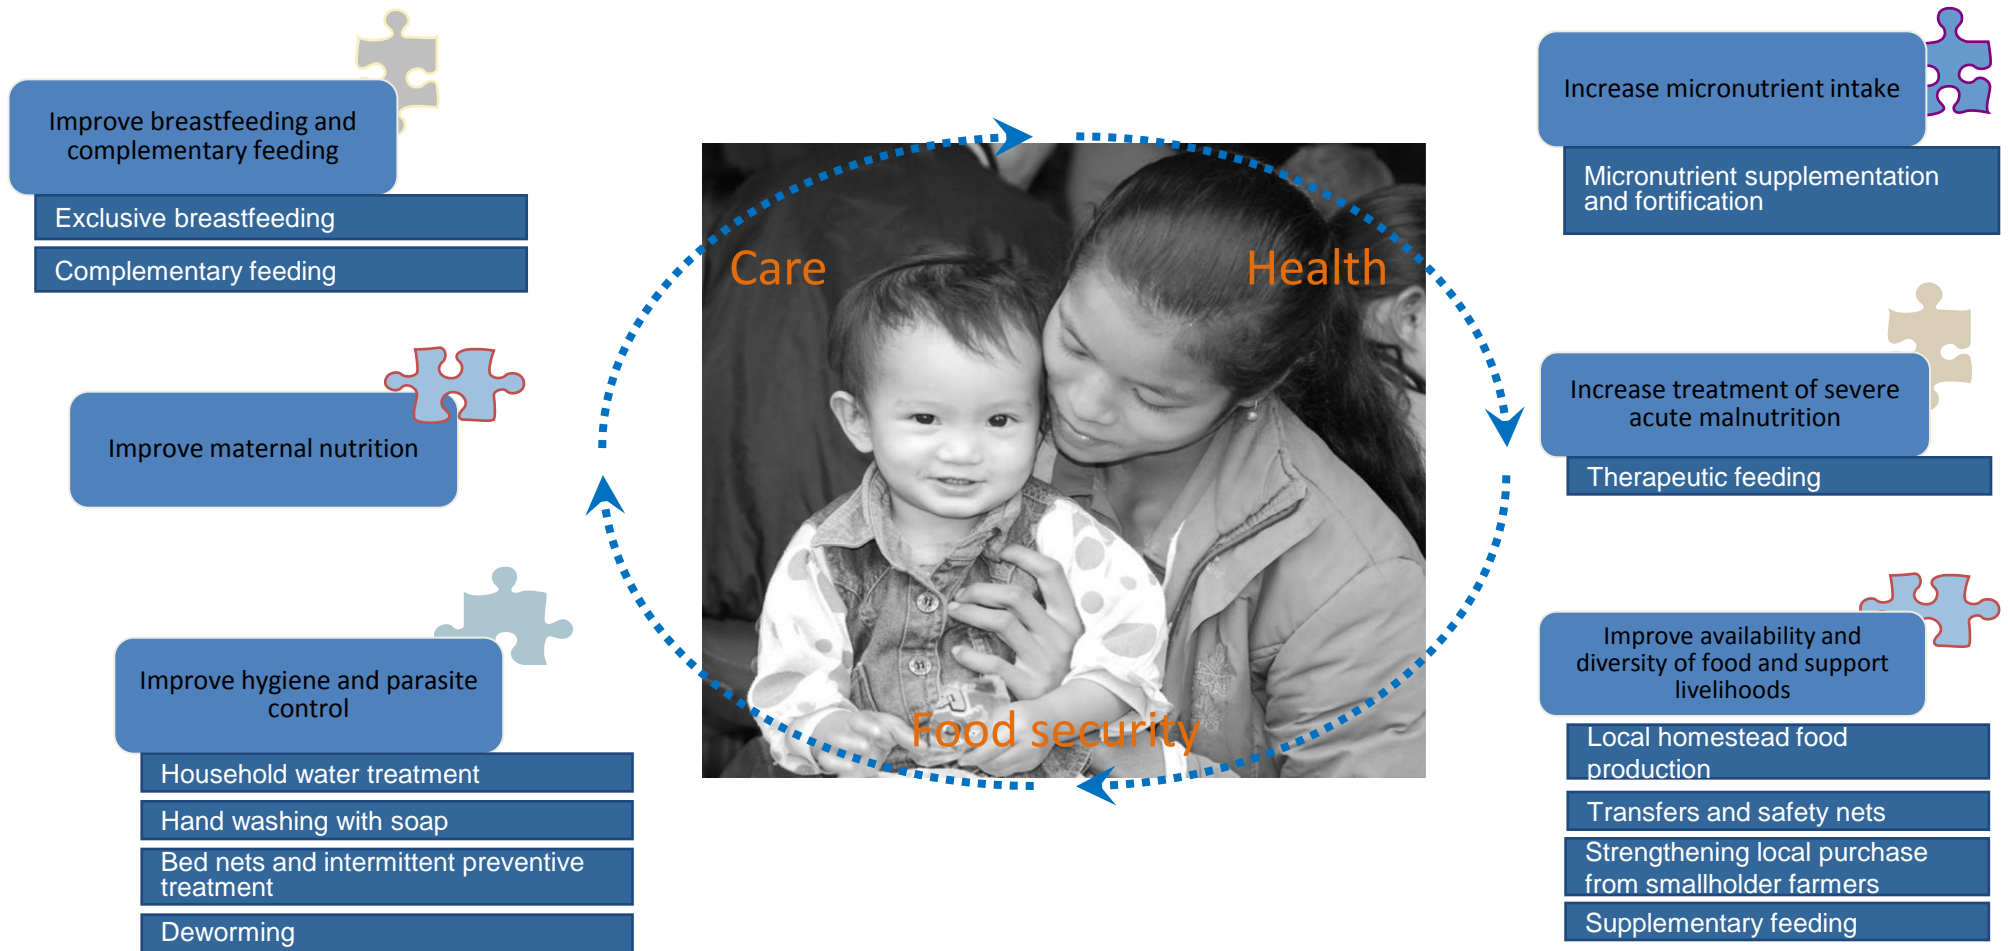 Improve breastfeeding and
complementary feeding
Exclusive breastfeeding
Complementary feeding
Improve maternal nutrition
Improve hygiene and parasite
control
Household water treatment
Hand washing with soap
Bed nets and intermittent preventive
treatment
Deworming
Care
Health
Food security
Increase micronutrient intake
Micronutrient supplementation
and fortification
Increase treatment of severe
acute malnutrition
Therapeutic feeding
Improve availability and
diversity of food and support
livelihoods
Local homestead food
production
Transfers and safety nets
Strengthening local purchase
from smallholder farmers
Supplementary feeding